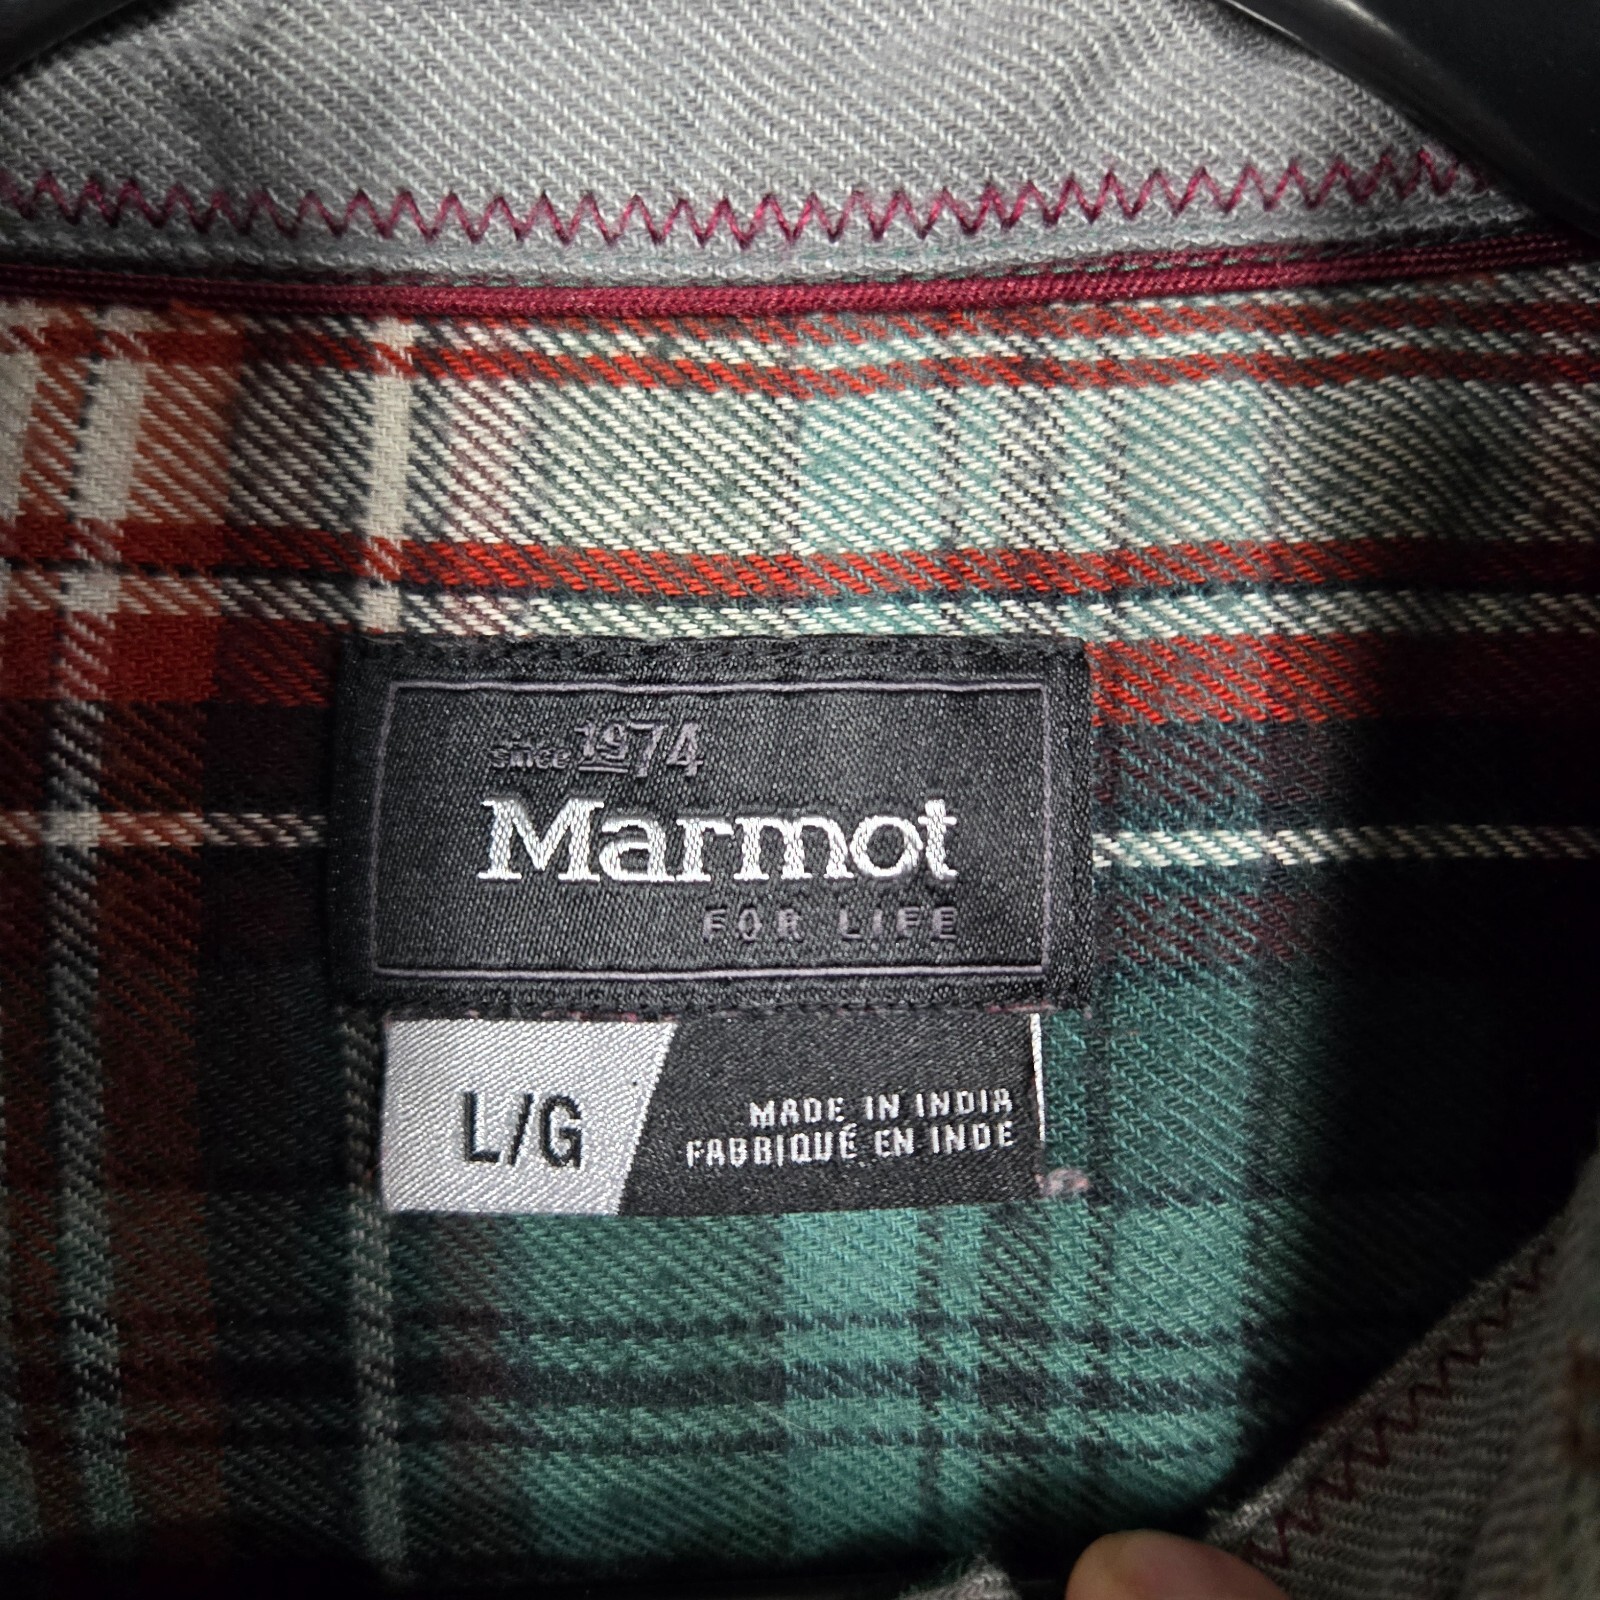 since 1974
Marmot
FOR LIFE
L/G
MADE IN INDIA
FABRIQUÉ EN INDE